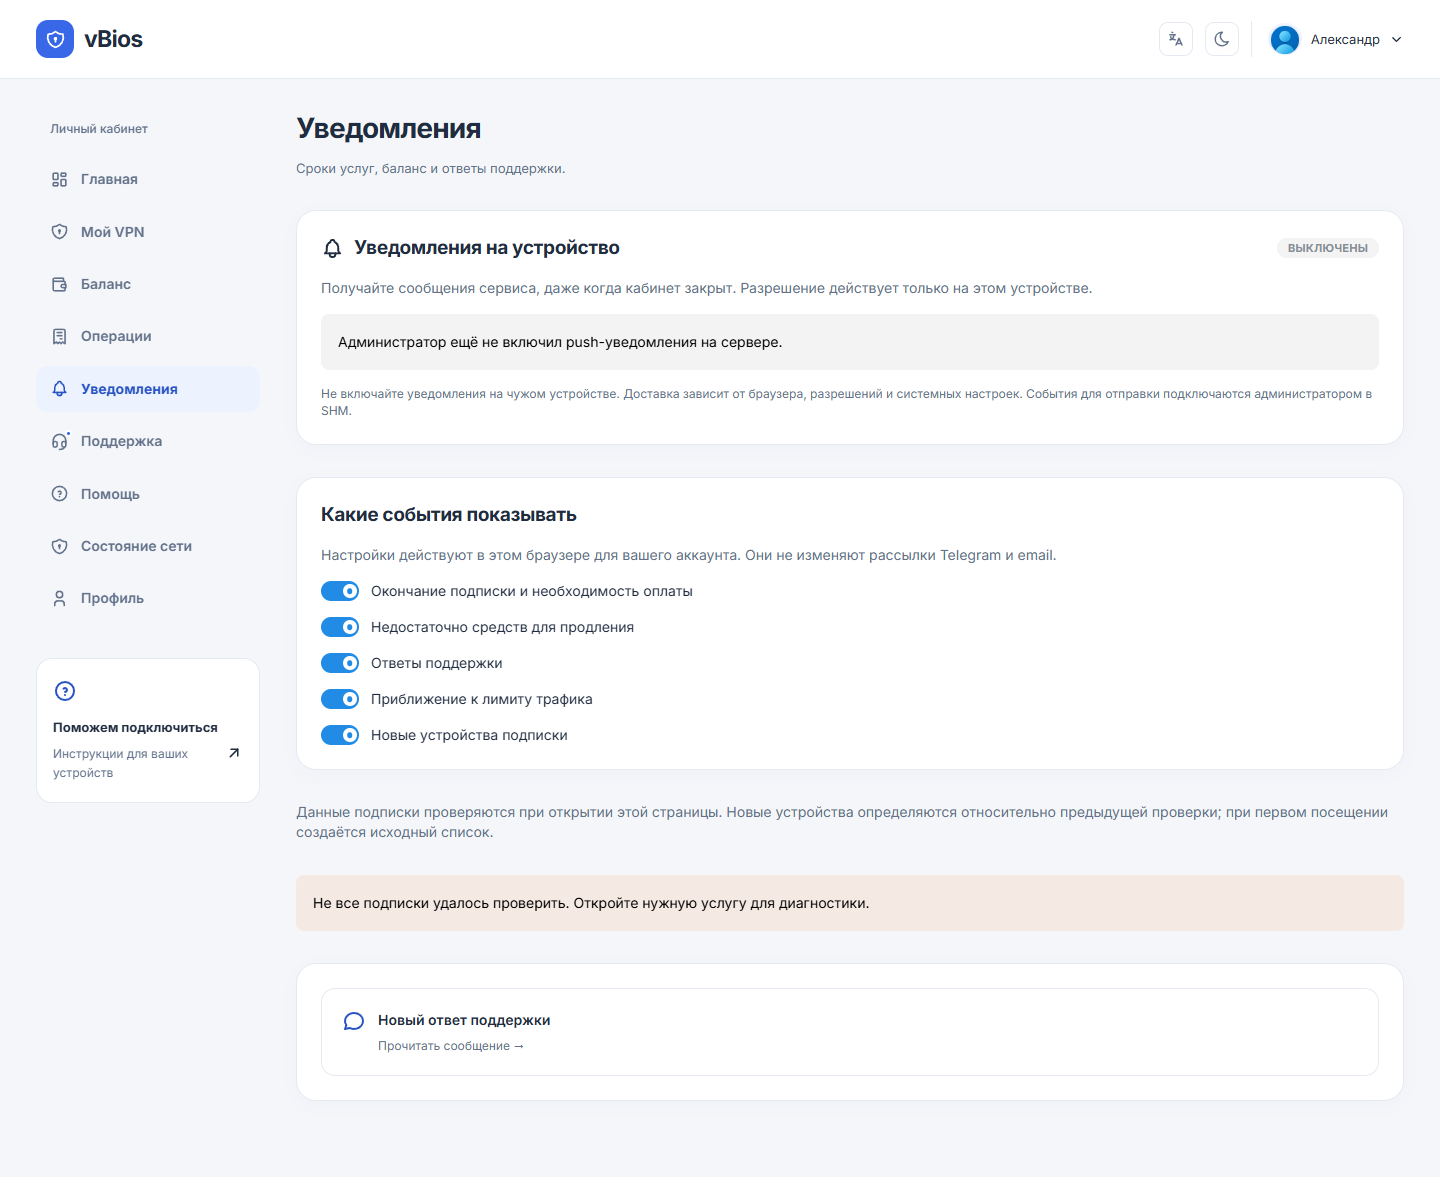 vBios
Александр
Личный кабинет
Главная
Мой VPN
Баланс
Операции
Уведомления
Поддержка
Помощь
Состояние сети
Профиль
Поможем подключиться
Инструкции для ваших
устройств
Уведомления
Сроки услуг, баланс и ответы поддержки.
Уведомления на устройство
ВЫКЛЮЧЕНЫ
Получайте сообщения сервиса, даже когда кабинет закрыт. Разрешение действует только на этом устройстве.
Администратор ещё не включил push-уведомления на сервере.
Не включайте уведомления на чужом устройстве. Доставка зависит от браузера, разрешений и системных настроек. События для отправки подключаются администратором в
SHM.
Какие события показывать
Настройки действуют в этом браузере для вашего аккаунта. Они не изменяют рассылки Telegram и email.
Окончание подписки и необходимость оплаты
Недостаточно средств для продления
Ответы поддержки
Приближение к лимиту трафика
Новые устройства подписки
Данные подписки проверяются при открытии этой страницы. Новые устройства определяются относительно предыдущей проверки; при первом посещении
создаётся исходный список.
Не все подписки удалось проверить. Откройте нужную услугу для диагностики.
Новый ответ поддержки
Прочитать сообщение →